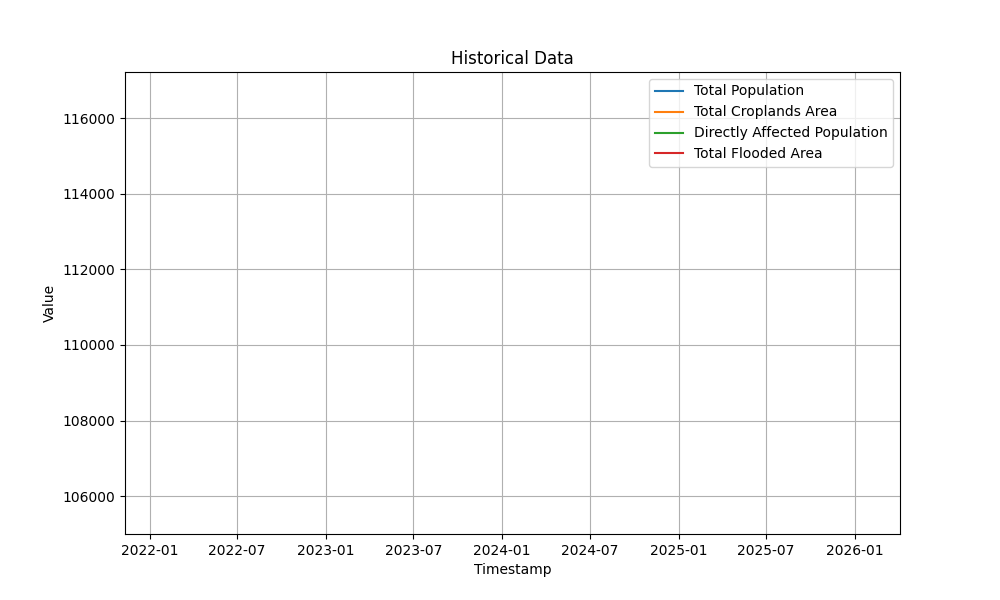 Historical Data
Total Population
Total Croplands Area
Directly Affected Population
Total Flooded Area
116000
114000
112000
110000
108000
106000
Value
2022-01 2022-07 2023-01 2023-07 2024-01 2024-07 2025-01 2025-07 2026-01
Timestamp